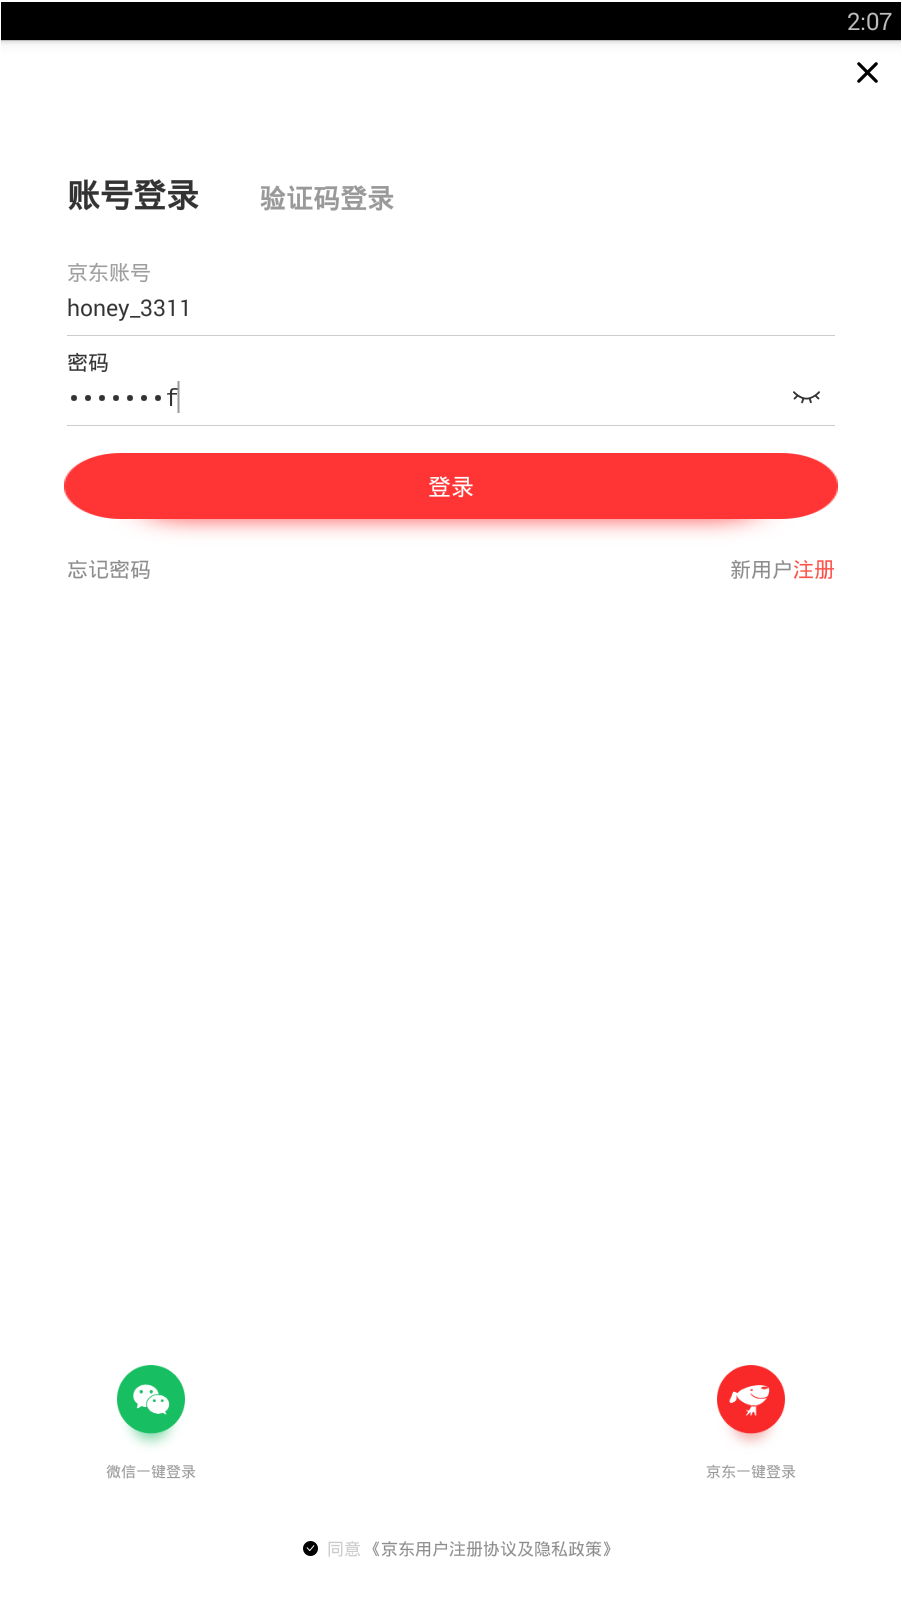 2:07
账号登录 验证码登录
京东账号
honey_3311
密码
•••••••f
登录
忘记密码 新用户注册
微信一键登录 京东一键登录
同意《京东用户注册协议及隐私政策》